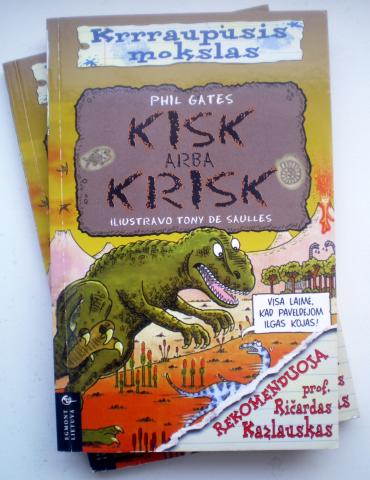 Krrraupusis
mokslas
PHIL GATES
KISK
ARBA
KRISK
ILIUSTRAVO TONY DE SAULLES
VISA LAIMĖ,
KAD PAVELDĖJOM
ILGAS KOJAS!
REKOMENDUOJA
prof.
Ričardas
Kazlauskas
EGMONT
LIETUVA